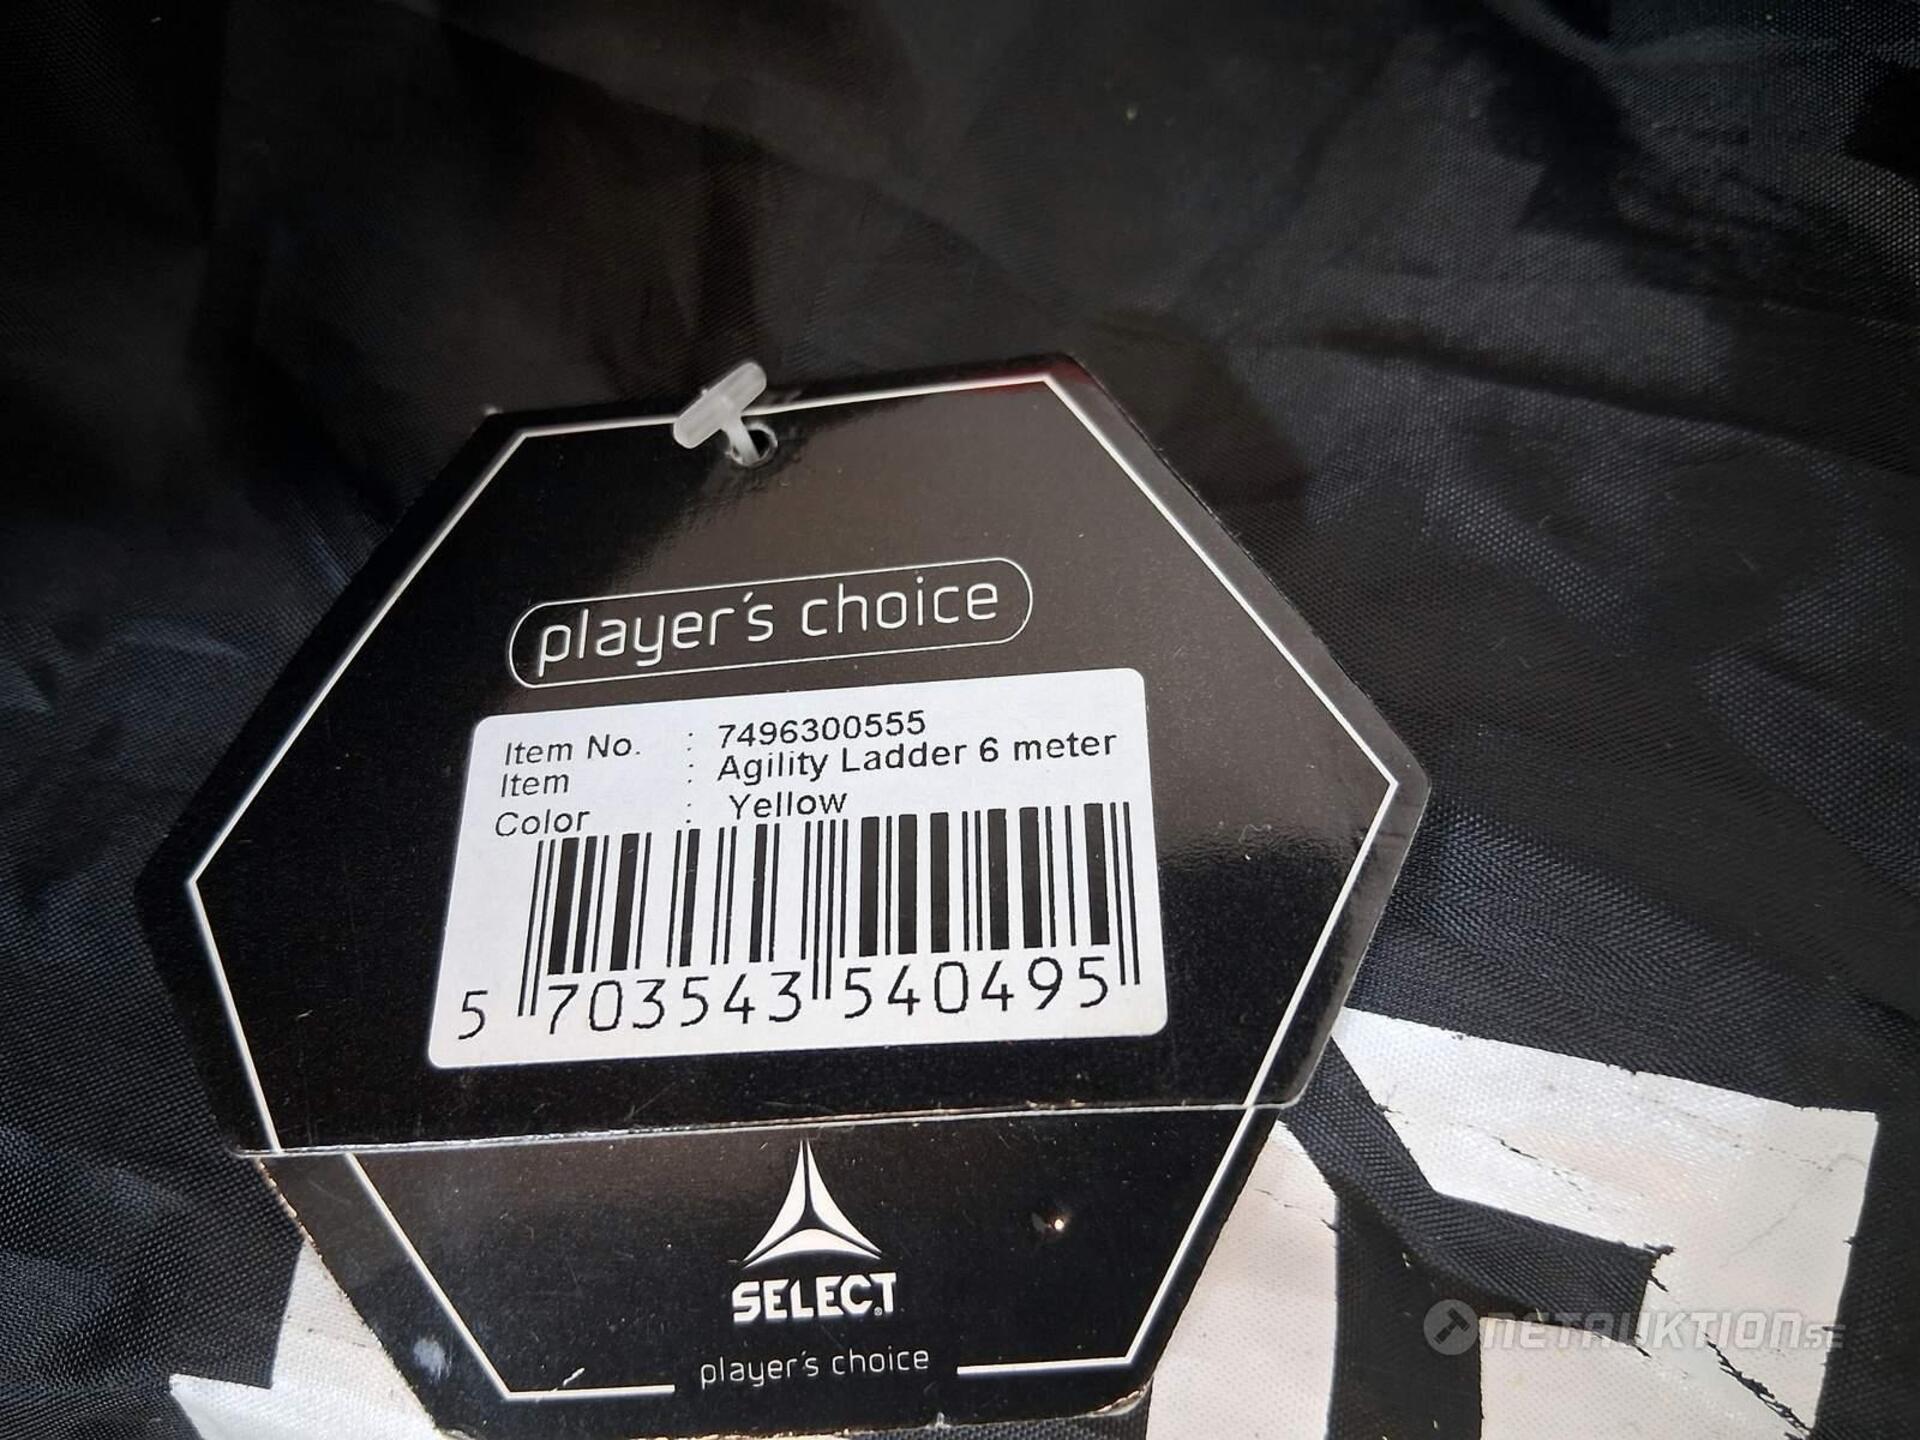 player's choice
Item No. : 7496300555
Item : Agility Ladder 6 meter
Color : Yellow
5 703543 540495
SELECT
player's choice
NETAUKTION.SE